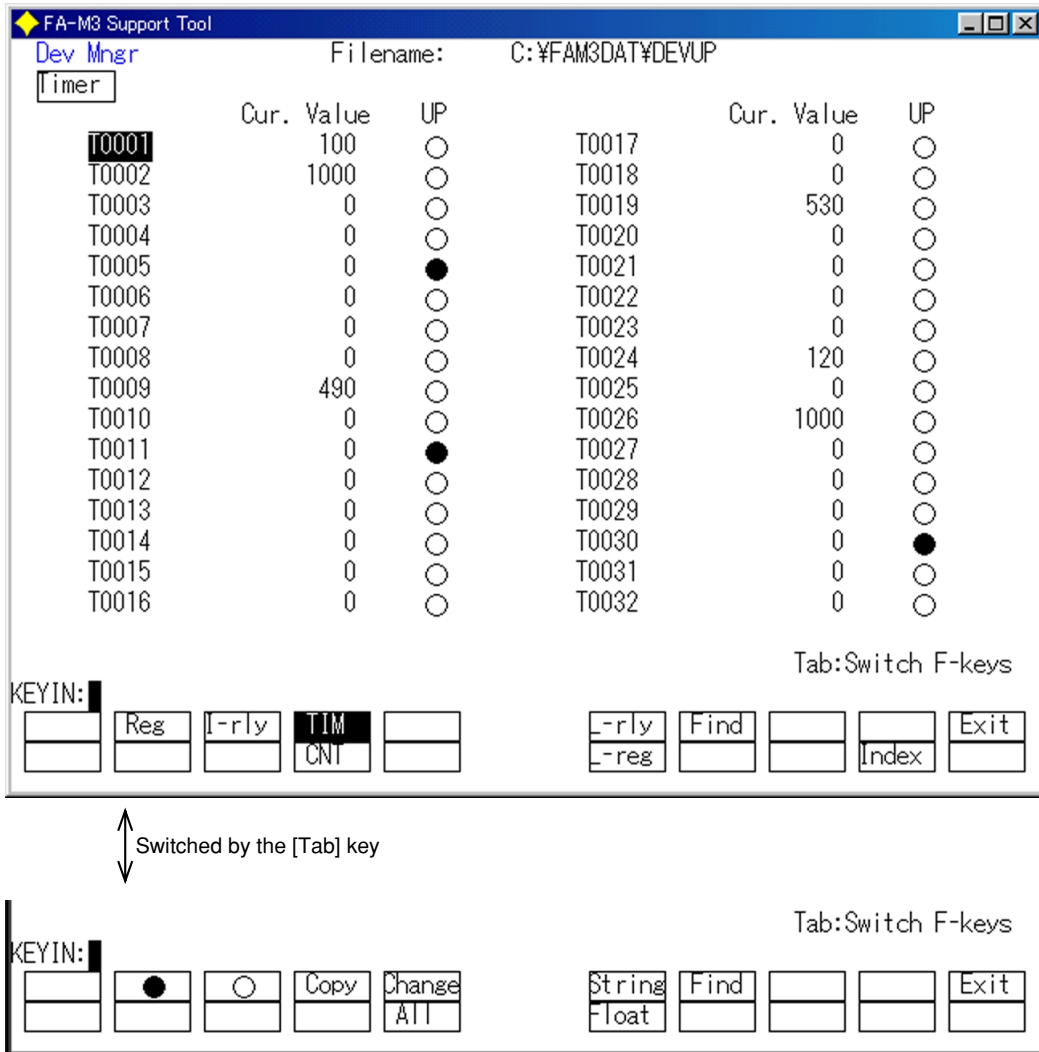 FA-M3 Support Tool
Dev Mngr Filename: C:¥FAM3DAT¥DEVUP
Timer
Cur. Value UP Cur. Value UP
T0001 100 ○ T0017 0 ○
T0002 1000 ○ T0018 0 ○
T0003 0 ○ T0019 530 ○
T0004 0 ○ T0020 0 ○
T0005 0 ● T0021 0 ○
T0006 0 ○ T0022 0 ○
T0007 0 ○ T0023 0 ○
T0008 0 ○ T0024 120 ○
T0009 490 ○ T0025 0 ○
T0010 0 ○ T0026 1000 ○
T0011 0 ● T0027 0 ○
T0012 0 ○ T0028 0 ○
T0013 0 ○ T0029 0 ○
T0014 0 ○ T0030 0 ●
T0015 0 ○ T0031 0 ○
T0016 0 ○ T0032 0 ○
Tab:Switch F-keys
KEYIN:
Reg I-rly TIM L-rly Find Exit
CNT L-reg Index
Switched by the [Tab] key
Tab:Switch F-keys
KEYIN:
● ○ Copy Change String Find Exit
All Float